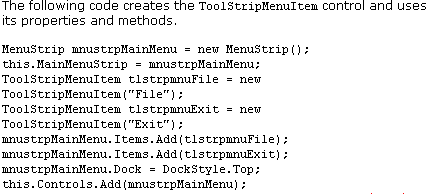 The following code creates the ToolStripMenuItem control and uses
its properties and methods.
MenuStrip mnustrpMainMenu = new MenuStrip();
this.MainMenuStrip = mnustrpMainMenu;
ToolStripMenuItem tlstrpmnuFile = new
ToolStripMenuItem("File");
ToolStripMenuItem tlstrpmnuExit = new
ToolStripMenuItem("Exit");
mnustrpMainMenu.Items.Add(tlstrpmnuFile);
mnustrpMainMenu.Items.Add(tlstrpmnuExit);
mnustrpMainMenu.Dock = DockStyle.Top;
this.Controls.Add(mnustrpMainMenu);